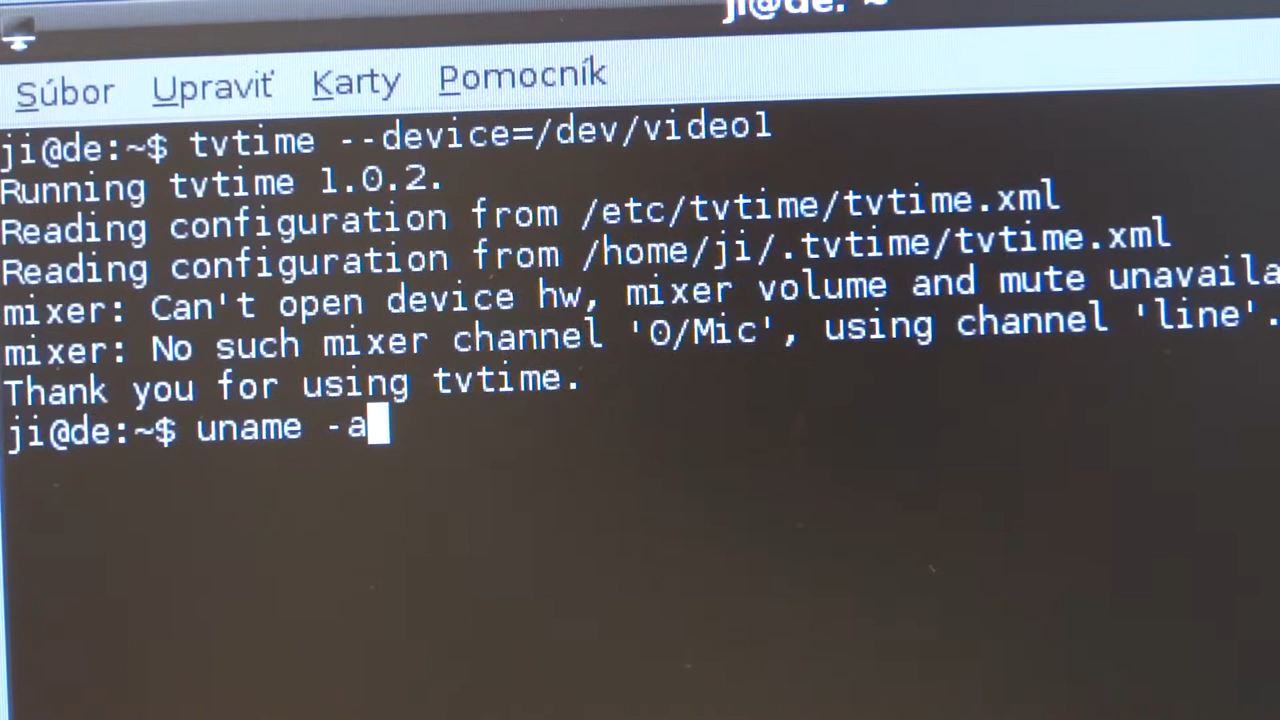 ji@de: ~
Súbor Upraviť Karty Pomocník
ji@de:~$ tvtime --device=/dev/video1
Running tvtime 1.0.2.
Reading configuration from /etc/tvtime/tvtime.xml
Reading configuration from /home/ji/.tvtime/tvtime.xml
mixer: Can't open device hw, mixer volume and mute unavaila
mixer: No such mixer channel '0/Mic', using channel 'line'.
Thank you for using tvtime.
ji@de:~$ uname -a